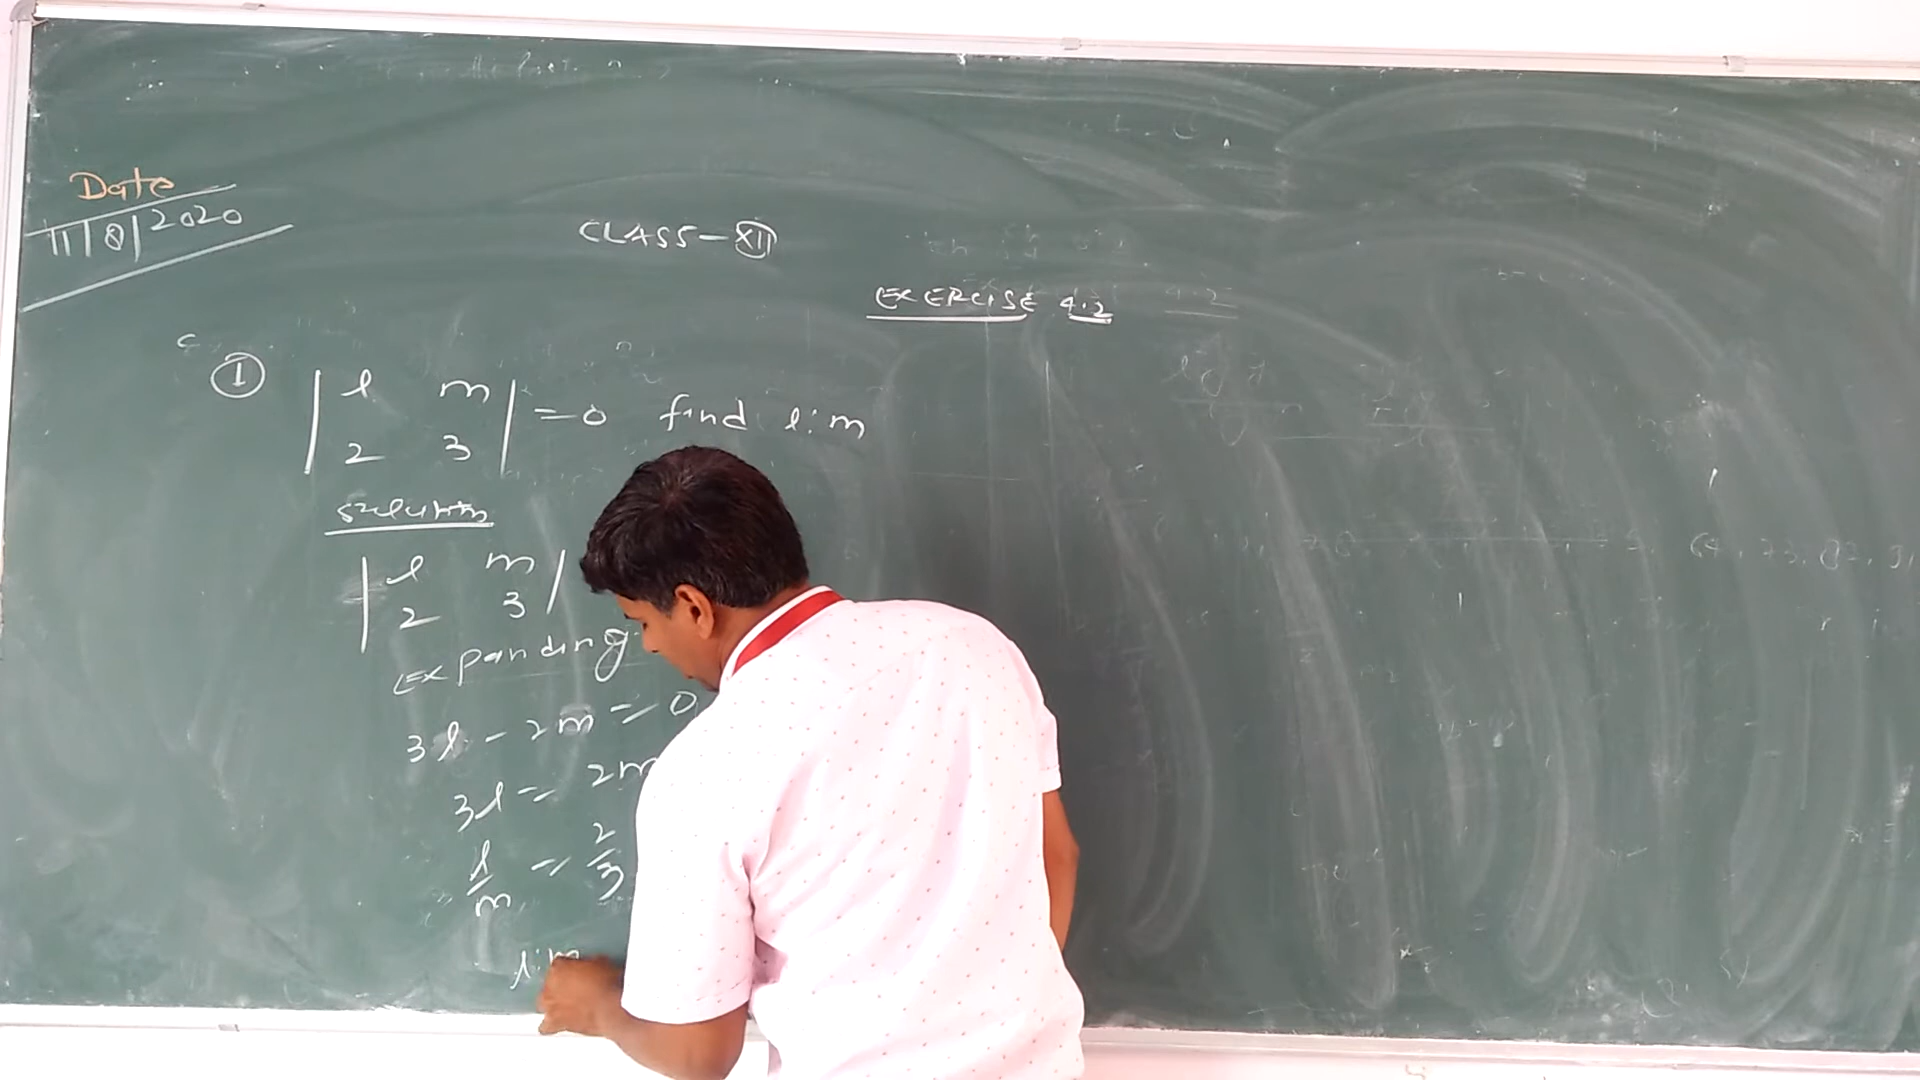 Date
11/8/2020
CLASS-XII
EXERCISE 4.2
① | l m | = 0 find l:m
| 2 3 |
Solution
| l m |
| 2 3 |
Expanding
3l - 2m = 0
3l = 2m
l/m = 2/3
l:m